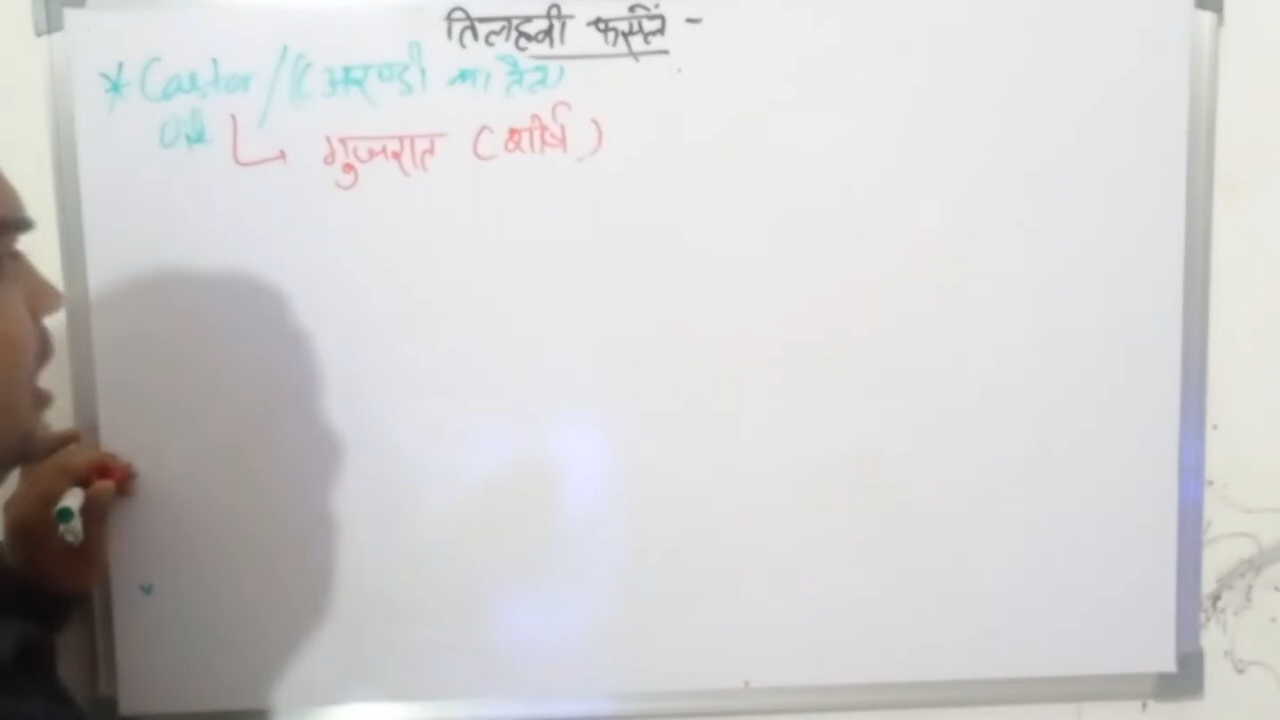 तिलहनी फसलें -
* Castor / (अरण्डी का तेल
Oil
गुजरात (शीर्ष)